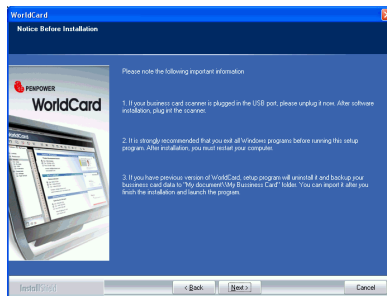 WorldCard
Notice Before Installation
Please note the following important information
PENPOWER
WorldCard
1. If your business card scanner is plugged in the USB port, please unplug it now. After software
installation, plug int the scanner.
2. It is strongly recommended that you exit all Windows programs before running this setup
program. After installation, you must restart your computer.
3. If you have previous version of WorldCard, setup program will uninstall it and backup your
bussiness card data to "My document\\My Bussiness Card" folder. You can import it after you
finish the installation and launch the program.
InstallShield
< Back
Next >
Cancel